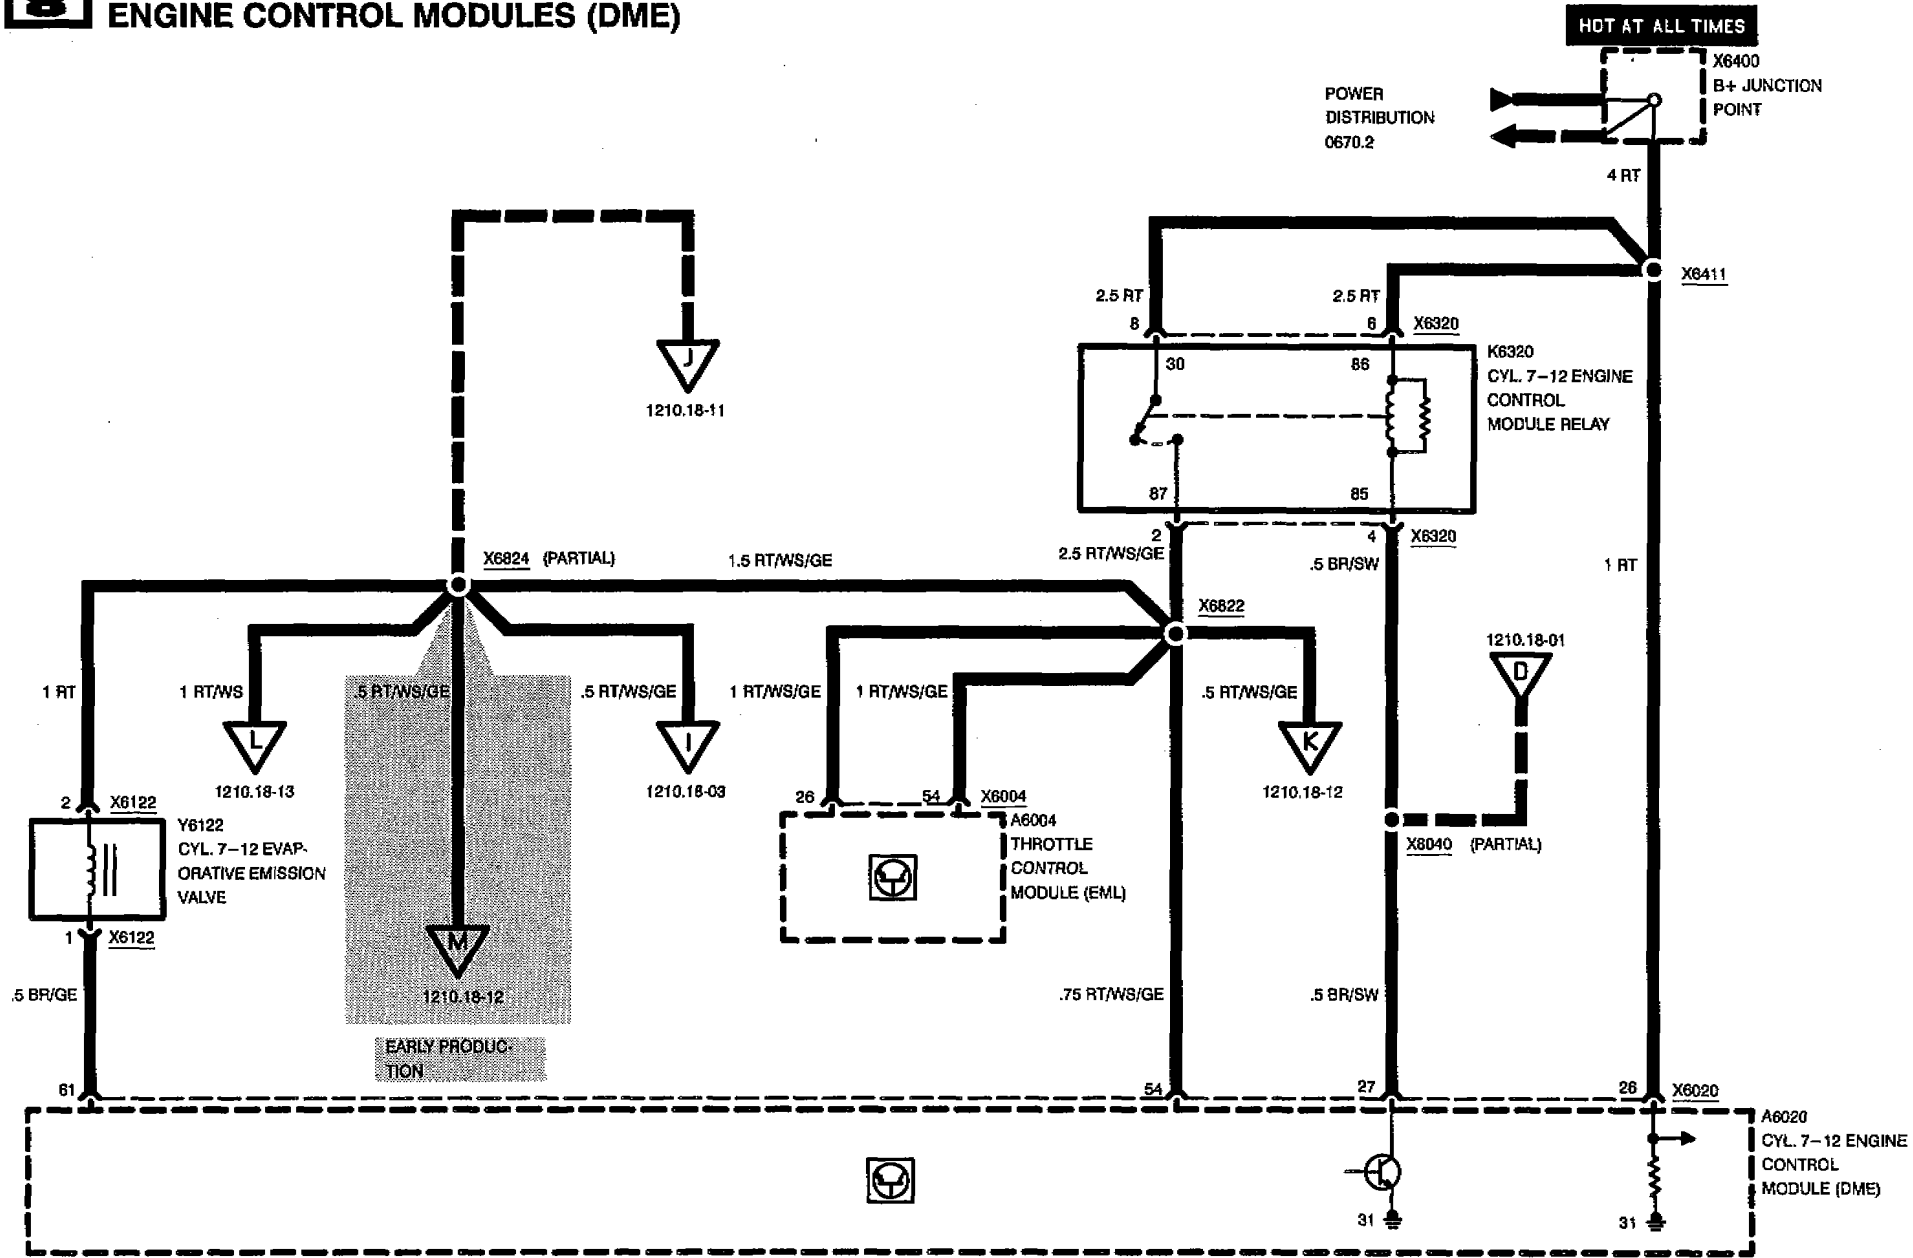 8
ENGINE CONTROL MODULES (DME)
HOT AT ALL TIMES
X6400
B+ JUNCTION
POINT
POWER
DISTRIBUTION
0670.2
4 RT
X6411
2.5 RT
2.5 RT
8
6
X6320
30
86
K6320
CYL. 7-12 ENGINE
CONTROL
MODULE RELAY
87
85
2
4
X6320
J
1210.18-11
X6824 (PARTIAL)
1.5 RT/WS/GE
2.5 RT/WS/GE
.5 BR/SW
1 RT
X6822
1210.18-01
D
1 RT
1 RT/WS
.5 RT/WS/GE
.5 RT/WS/GE
1 RT/WS/GE
1 RT/WS/GE
.5 RT/WS/GE
L
I
K
1210.18-13
1210.18-03
1210.18-12
2
X6122
26
54
X6004
Y6122
CYL. 7-12 EVAP-
ORATIVE EMISSION
VALVE
A6004
THROTTLE
CONTROL
MODULE (EML)
X8040 (PARTIAL)
1
X6122
M
1210.18-12
.5 BR/GE
.75 RT/WS/GE
.5 BR/SW
EARLY PRODUC-
TION
61
54
27
26
X6020
A6020
CYL. 7-12 ENGINE
CONTROL
MODULE (DME)
31
31